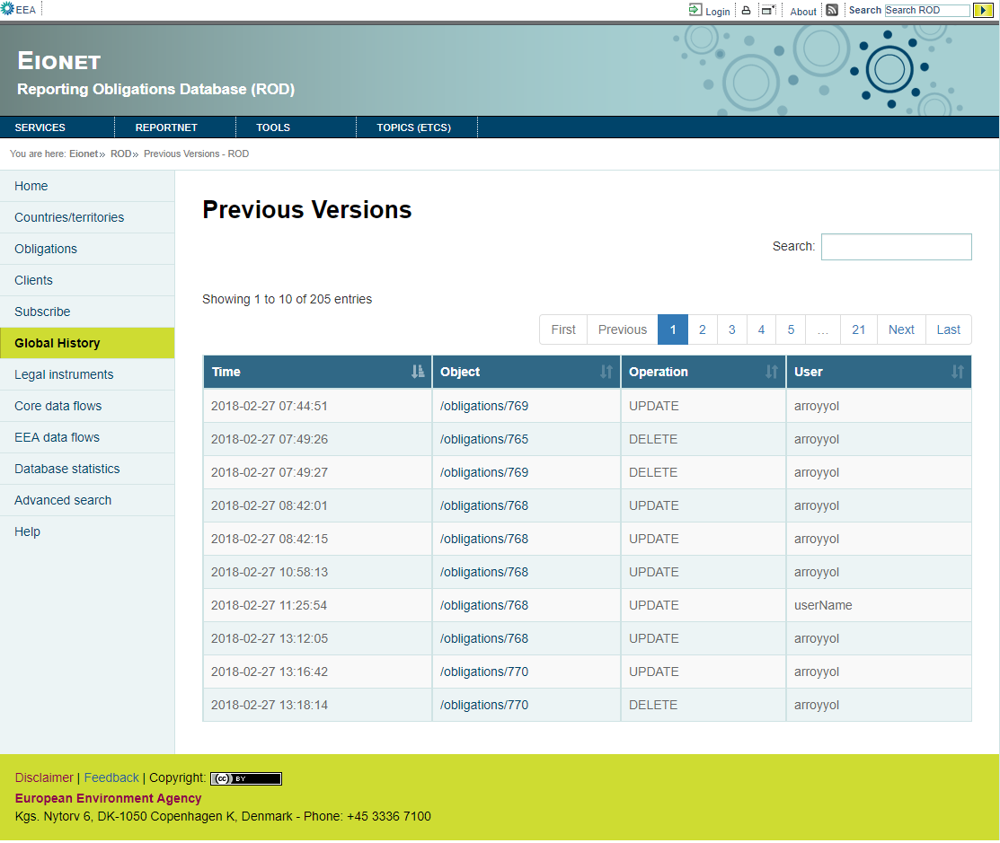 EEA Login About Search Search ROD
EIONET
Reporting Obligations Database (ROD)
SERVICES REPORTNET TOOLS TOPICS (ETCS)
You are here: Eionet» ROD» Previous Versions - ROD
Home
Countries/territories
Obligations
Clients
Subscribe
Global History
Legal instruments
Core data flows
EEA data flows
Database statistics
Advanced search
Help
Previous Versions
Search:
Showing 1 to 10 of 205 entries
First Previous 1 2 3 4 5 … 21 Next Last
Time Object Operation User
2018-02-27 07:44:51 /obligations/769 UPDATE arroyyol
2018-02-27 07:49:26 /obligations/765 DELETE arroyyol
2018-02-27 07:49:27 /obligations/769 DELETE arroyyol
2018-02-27 08:42:01 /obligations/768 UPDATE arroyyol
2018-02-27 08:42:15 /obligations/768 UPDATE arroyyol
2018-02-27 10:58:13 /obligations/768 UPDATE arroyyol
2018-02-27 11:25:54 /obligations/768 UPDATE userName
2018-02-27 13:12:05 /obligations/768 UPDATE arroyyol
2018-02-27 13:16:42 /obligations/770 UPDATE arroyyol
2018-02-27 13:18:14 /obligations/770 DELETE arroyyol
Disclaimer | Feedback | Copyright: cc BY
European Environment Agency
Kgs. Nytorv 6, DK-1050 Copenhagen K, Denmark - Phone: +45 3336 7100